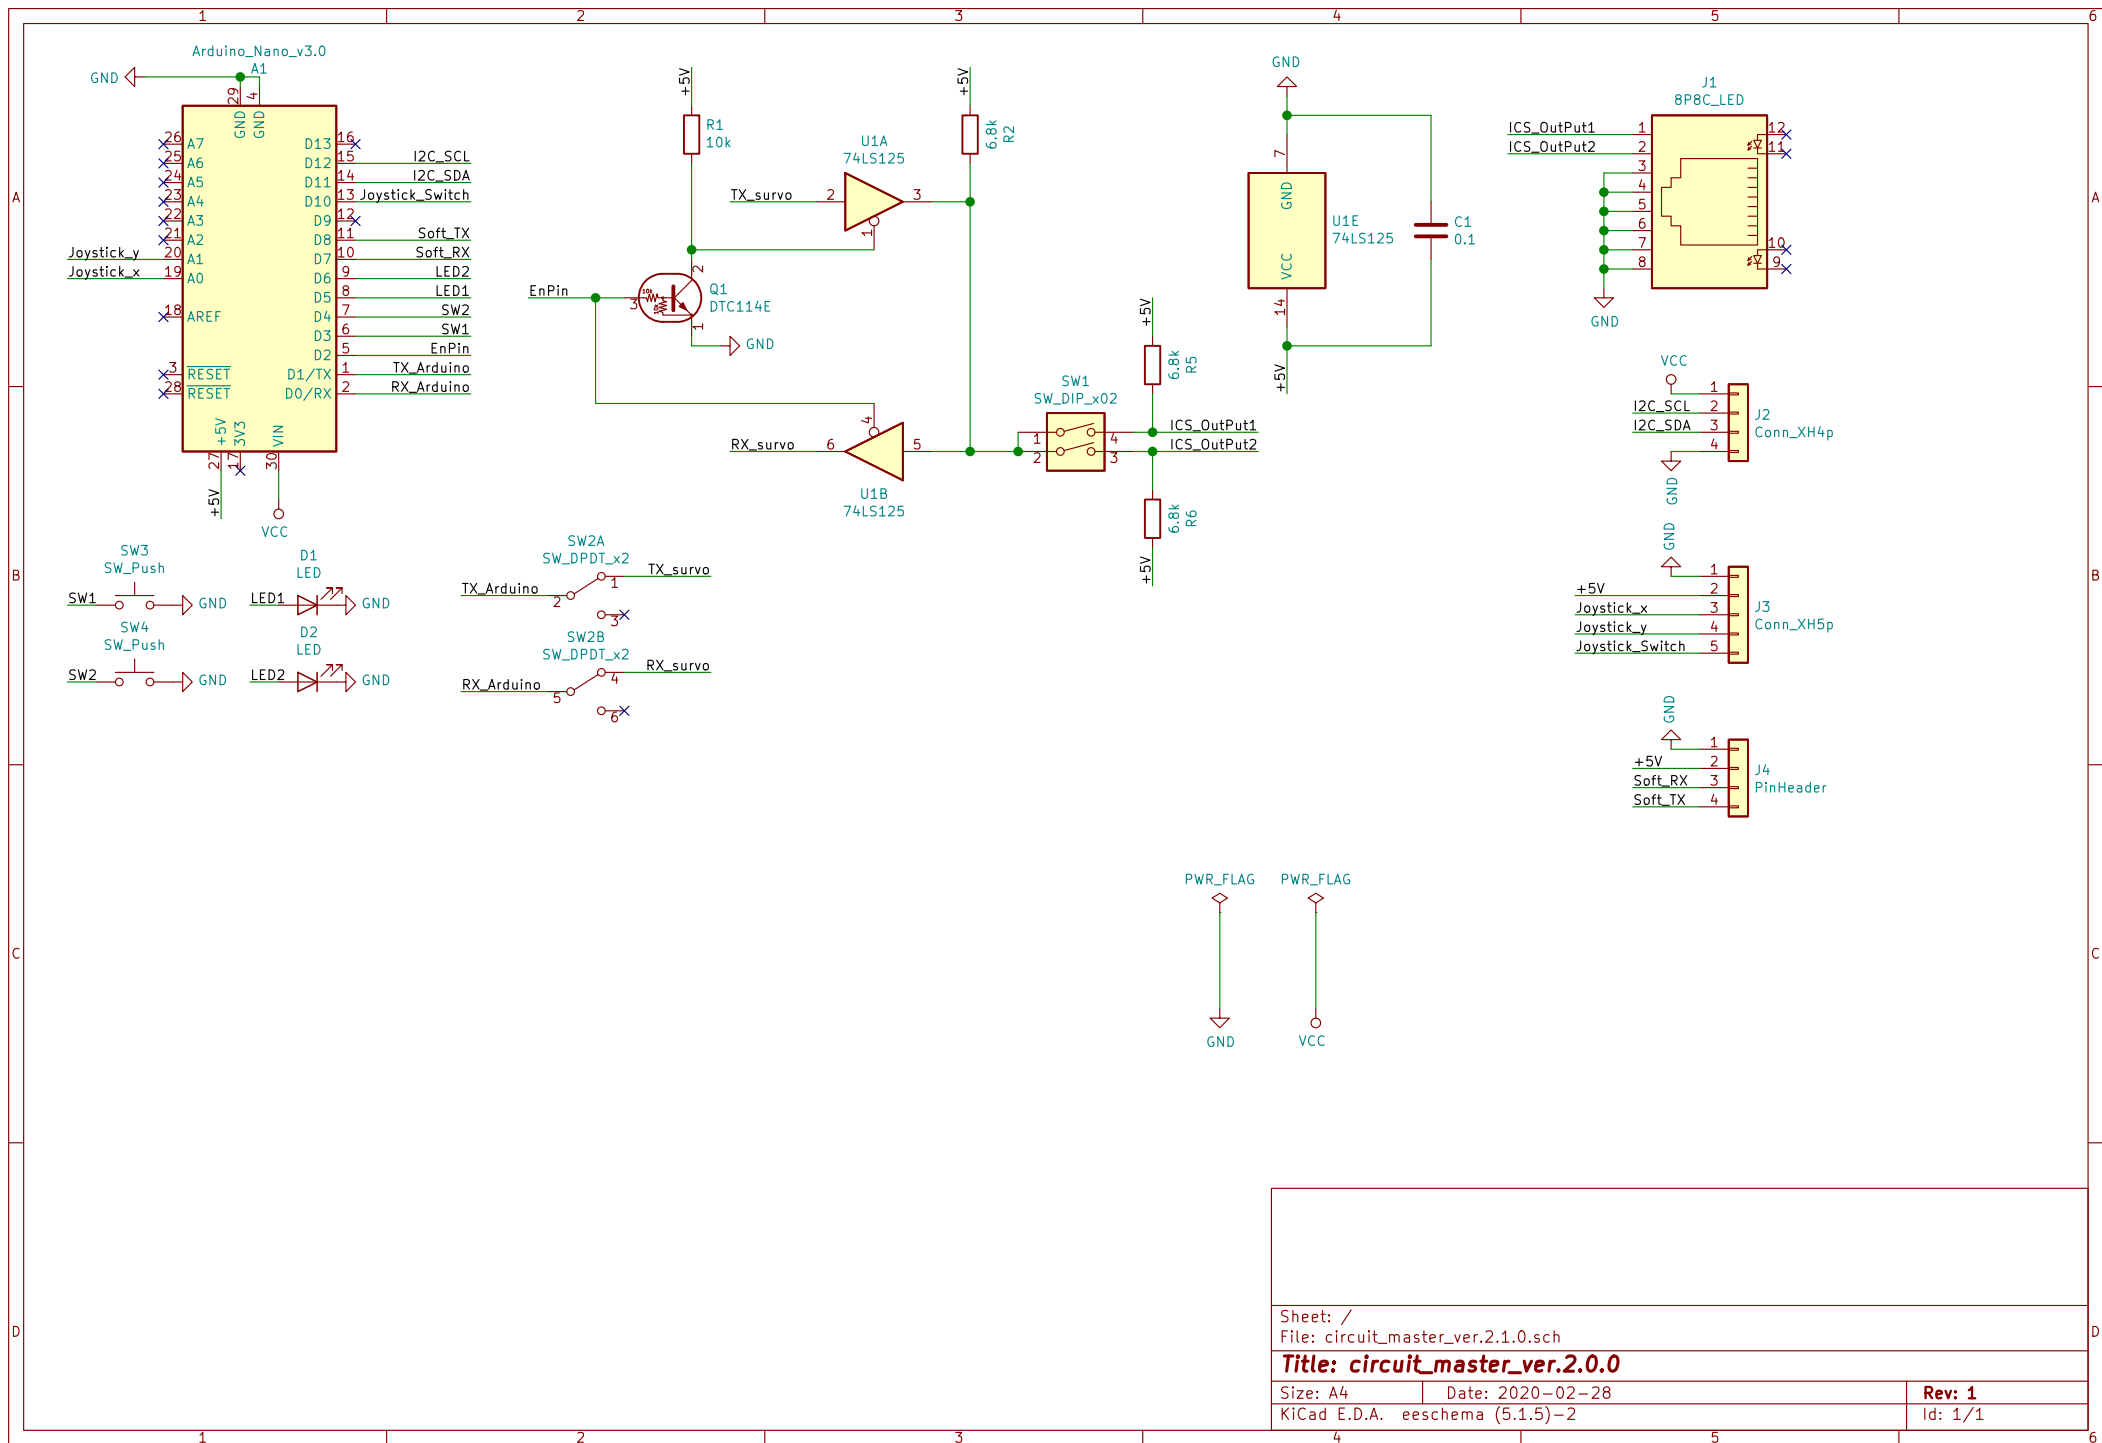 1 2 3 4 5 6
A
B
C
D
Arduino_Nano_v3.0
A1
GND
29 4
GND GND
26 A7
25 A6
24 A5
23 A4
22 A3
21 A2
Joystick_y 20 A1
Joystick_x 19 A0
18 AREF
3 RESET
28 RESET
D13 16
D12 15 I2C_SCL
D11 14 I2C_SDA
D10 13 Joystick_Switch
D9 12
D8 11 Soft_TX
D7 10 Soft_RX
D6 9 LED2
D5 8 LED1
D4 7 SW2
D3 6 SW1
D2 5 EnPin
D1/TX 1 TX_Arduino
D0/RX 2 RX_Arduino
+5V 3V3 VIN
27 17 30
+5V
VCC
SW3
SW_Push
SW1 GND
SW4
SW_Push
SW2 GND
D1
LED
LED1 GND
D2
LED
LED2 GND
+5V
R1
10k
U1A
74LS125
TX_survo 2 3
1
+5V
6.8k
R2
EnPin 3
10k
10k
2
Q1
DTC114E
1
GND
4
RX_survo 6 5
U1B
74LS125
SW1
SW_DIP_x02
1 4
2 3
+5V
6.8k
R5
ICS_OutPut1
ICS_OutPut2
6.8k
R6
+5V
SW2A
SW_DPDT_x2
TX_Arduino 2 1 TX_survo
3
SW2B
SW_DPDT_x2
RX_Arduino 5 4 RX_survo
6
GND
7
GND
U1E
74LS125
VCC
14
+5V
C1
0.1
J1
8P8C_LED
ICS_OutPut1 1 12
ICS_OutPut2 2 11
3
4
5
6
7 10
8 9
GND
VCC
1
I2C_SCL 2
I2C_SDA 3
4
J2
Conn_XH4p
GND
GND
1
+5V 2
Joystick_x 3
Joystick_y 4
Joystick_Switch 5
J3
Conn_XH5p
GND
1
+5V 2
Soft_RX 3
Soft_TX 4
J4
PinHeader
PWR_FLAG PWR_FLAG
GND VCC
Sheet: /
File: circuit_master_ver.2.1.0.sch
Title: circuit_master_ver.2.0.0
Size: A4 Date: 2020-02-28 Rev: 1
KiCad E.D.A. eeschema (5.1.5)-2 Id: 1/1
A
B
C
D
1 2 3 4 5 6